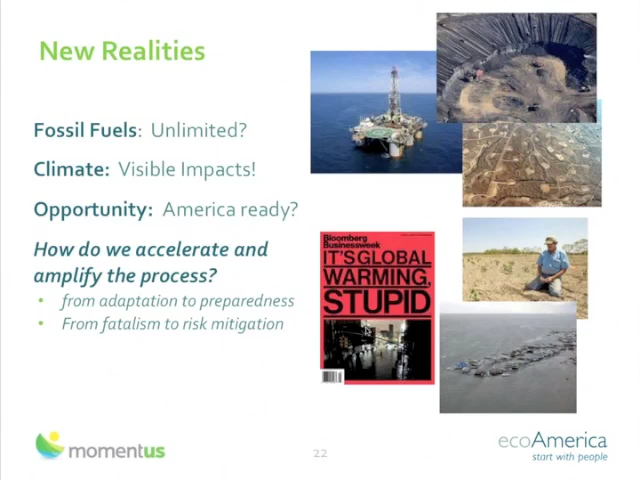 New Realities
Fossil Fuels: Unlimited?
Climate: Visible Impacts!
Opportunity: America ready?
How do we accelerate and
amplify the process?
• from adaptation to preparedness
• From fatalism to risk mitigation
Bloomberg
Businessweek
IT'S GLOBAL
WARMING,
STUPID
momentus
22
ecoAmerica
start with people